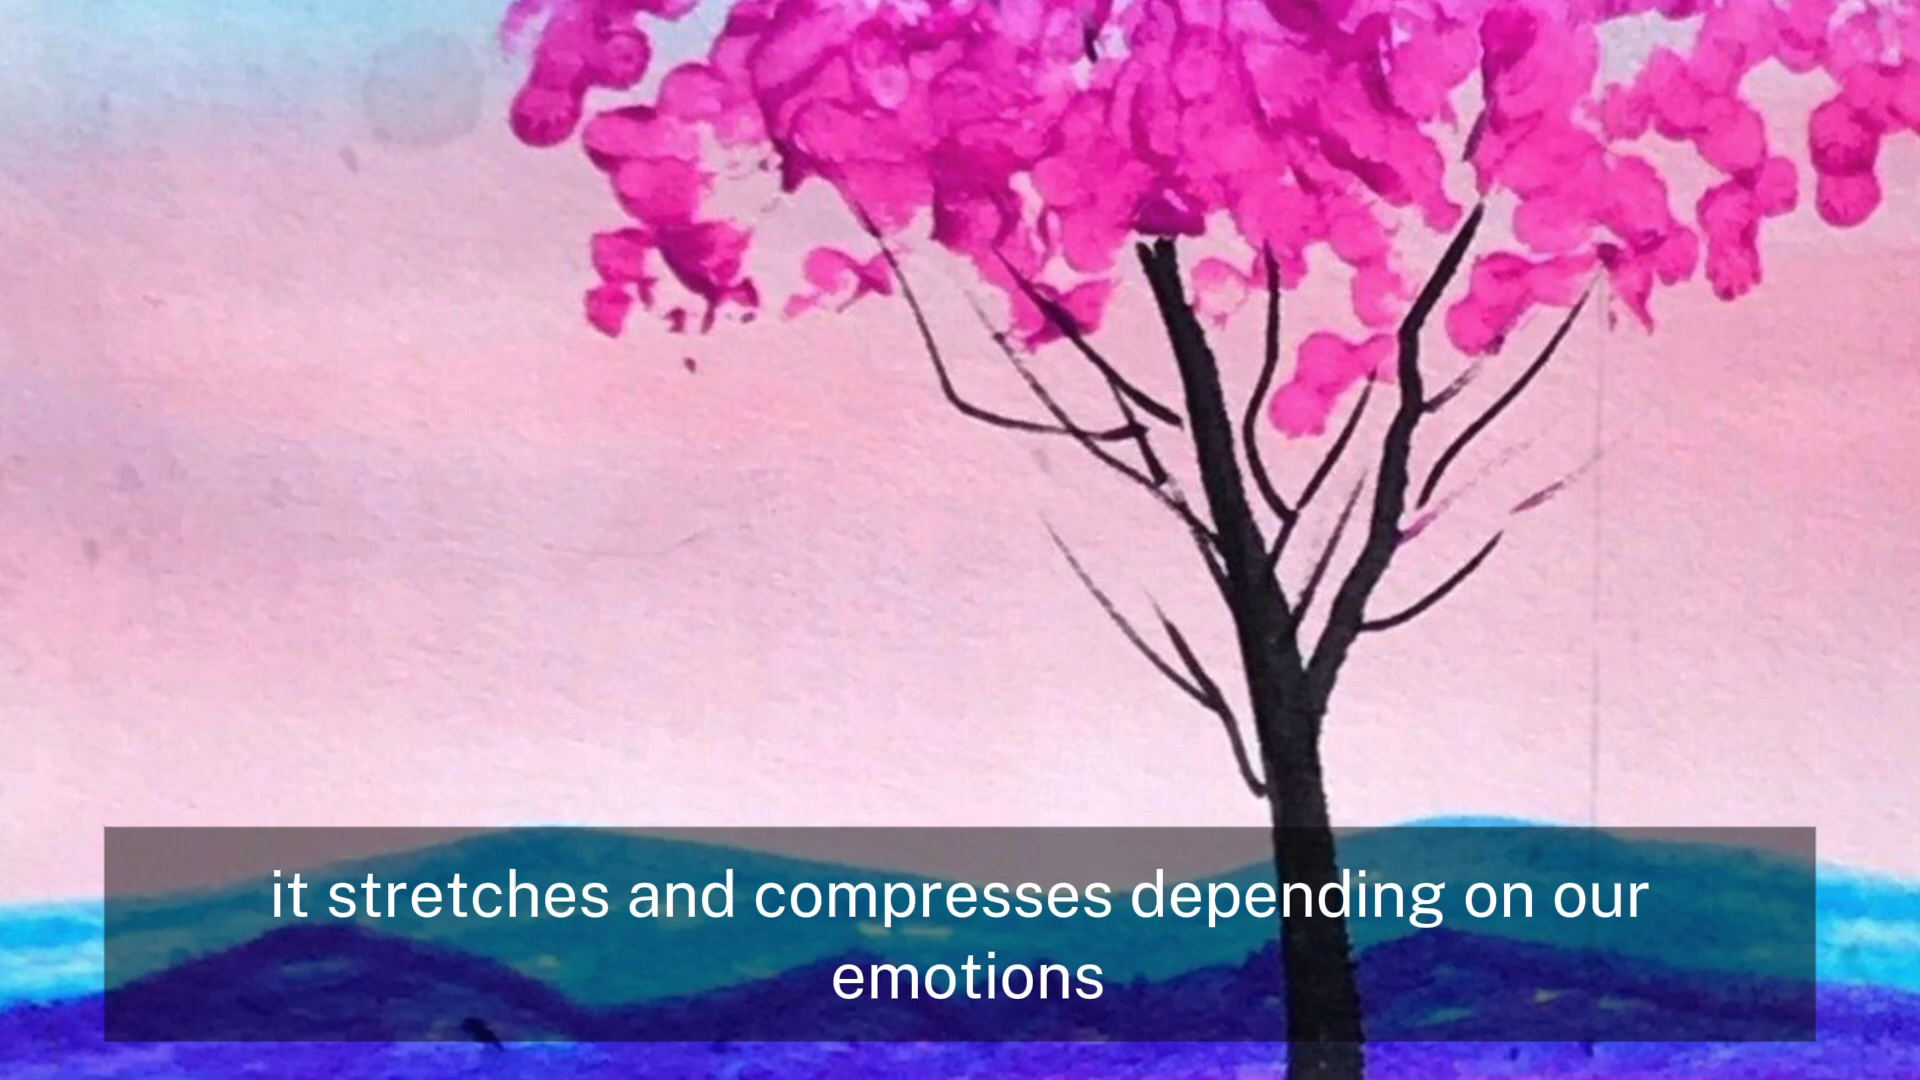 it stretches and compresses depending on our
emotions